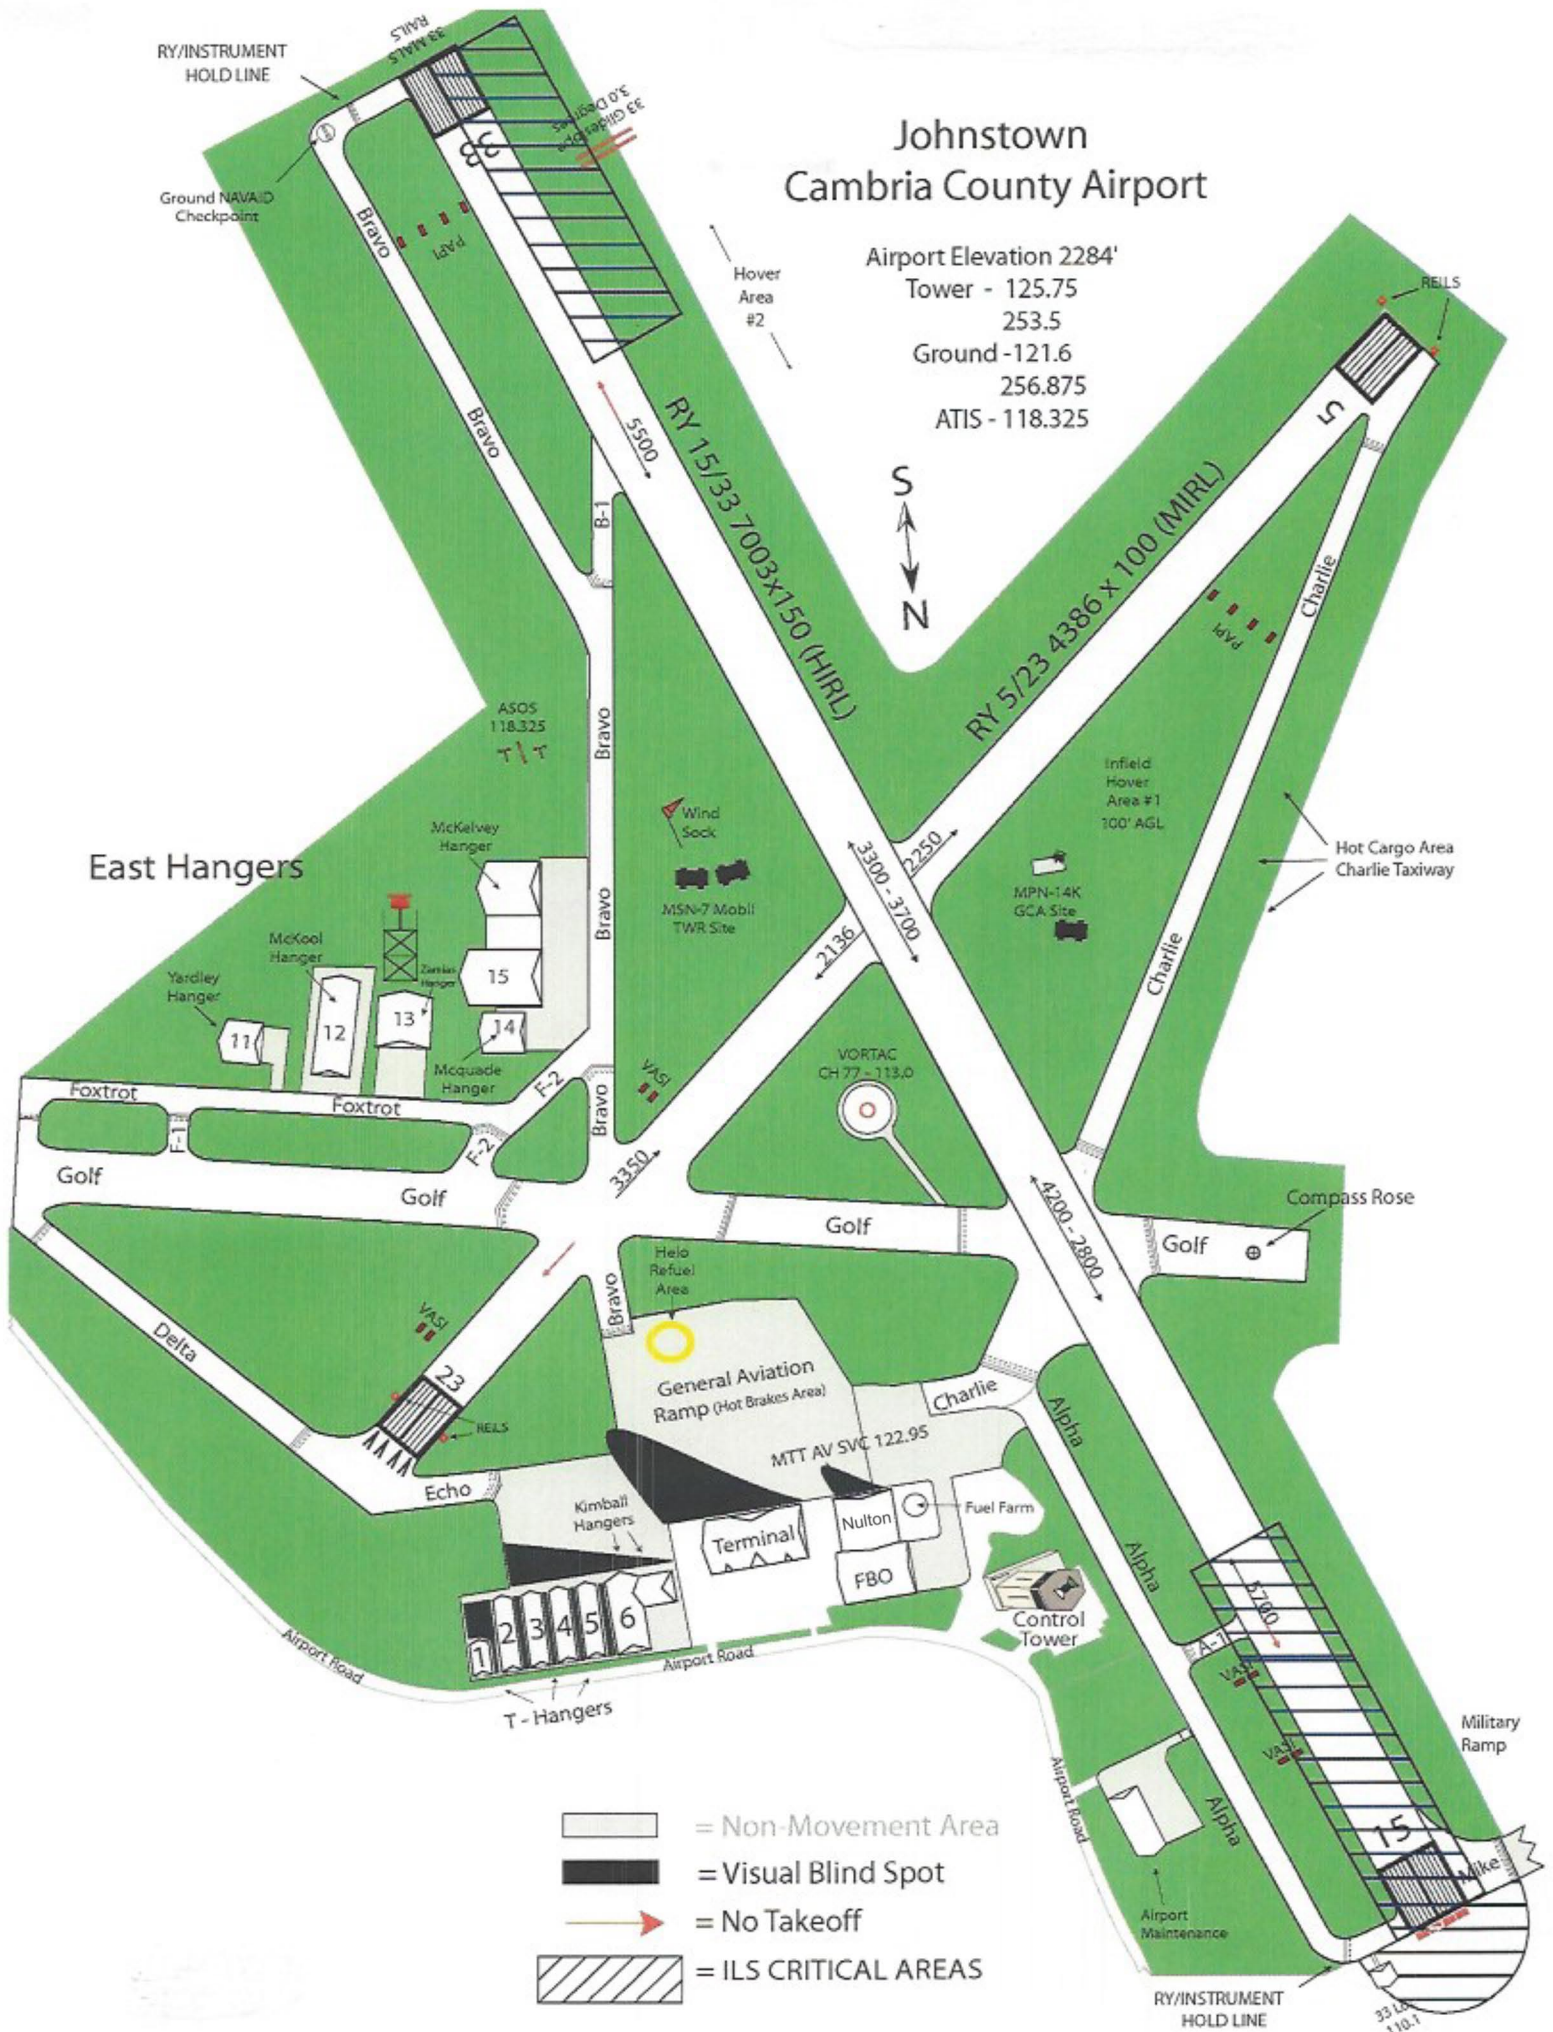 RAILS
33 MALS
RY/INSTRUMENT
HOLD LINE
Ground NAVAID
Checkpoint
33
33 Glideslope
3.0 Degrees
Bravo
PAPI
Johnstown
Cambria County Airport
Airport Elevation 2284'
Tower - 125.75
253.5
Ground -121.6
256.875
ATIS - 118.325
Hover
Area
#2
REILS
5
S
N
5500
Bravo
B-1
RY 15/33 7003x150 (HIRL)
RY 5/23 4386 x 100 (MIRL)
Charlie
PAPI
ASOS
118.325
Bravo
Infield
Hover
Area #1
100' AGL
Wind
Sock
MSN-7 Mobil
TWR Site
3300 - 3700
2250
2136
MPN-14K
GCA Site
Hot Cargo Area
Charlie Taxiway
Charlie
East Hangers
McKelvey
Hanger
Bravo
McKool
Hanger
Yardley
Hanger
Zamias
Hanger
15
14
13
12
11
Mcquade
Hanger
VASI
VORTAC
CH 77 - 113.0
Foxtrot
Foxtrot
F-2
Bravo
F-1
F-2
Golf
Golf
3350
Golf
4200 - 2800
Golf
Compass Rose
Helo
Refuel
Area
Bravo
Delta
VASI
23
REILS
General Aviation
Ramp (Hot Brakes Area)
Charlie
Alpha
MTT AV SVC 122.95
Echo
Kimball
Hangers
Terminal
Nulton
FBO
Fuel Farm
Alpha
1
2
3
4
5
6
Control
Tower
5700
A-1
VASI
VASI
Airport Road
Airport Road
T - Hangers
Military
Ramp
Airport Road
Alpha
15
Mike
Airport
Maintenance
= Non-Movement Area
= Visual Blind Spot
= No Takeoff
= ILS CRITICAL AREAS
RY/INSTRUMENT
HOLD LINE
33
110.1